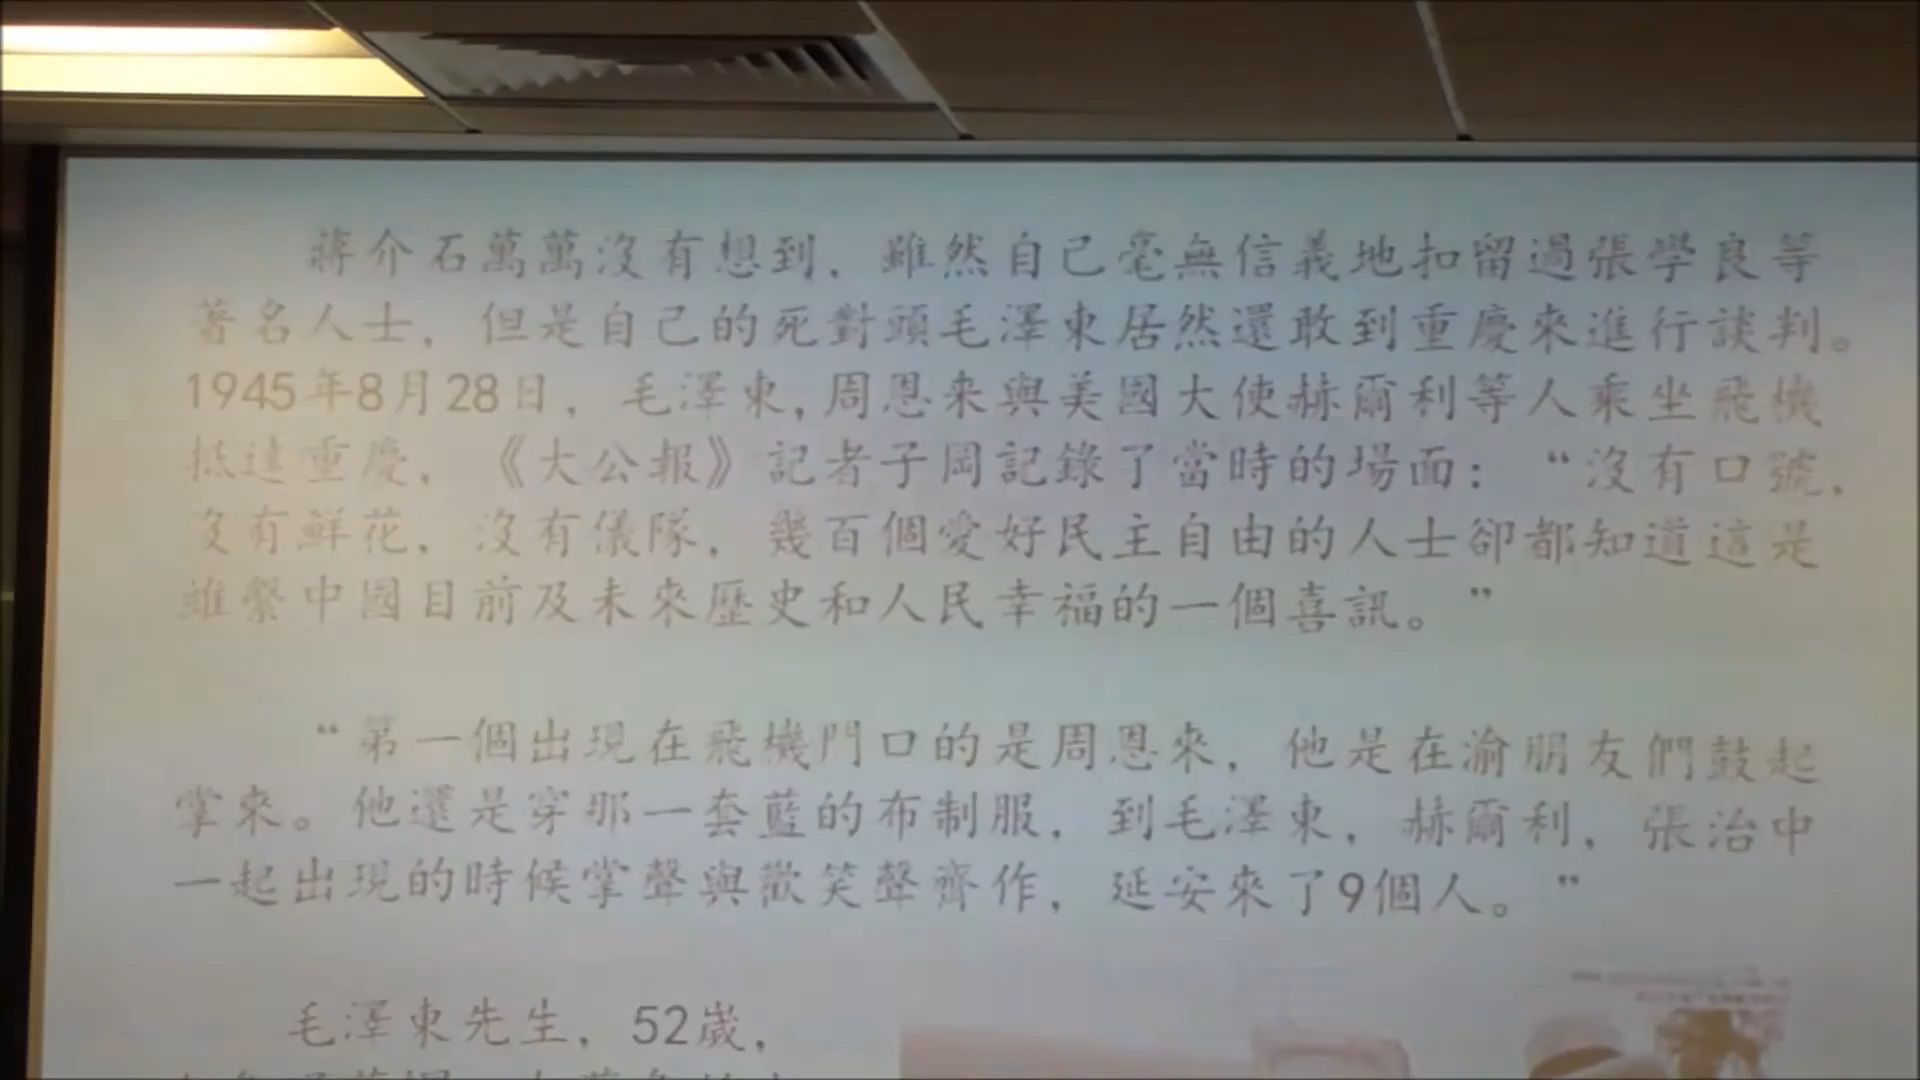 蔣介石萬萬沒有想到，雖然自己毫無信義地扣留過張學良等
著名人士，但是自己的死對頭毛澤東居然還敢到重慶來進行談判。
1945年8月28日，毛澤東,周恩来與美國大使赫爾利等人乘坐飛機
抵達重慶，《大公報》記者子岡記錄了當時的場面：“沒有口號，
沒有鮮花，沒有儀隊，幾百個愛好民主自由的人士卻都知道這是
維繫中國目前及未來歷史和人民幸福的一個喜訊。”
“第一個出現在飛機門口的是周恩來，他是在渝朋友們鼓起
掌來。他還是穿那一套藍的布制服，到毛澤東，赫爾利，張治中
一起出現的時候掌聲與歡笑聲齊作，延安來了9個人。”
毛澤東先生，52歲，